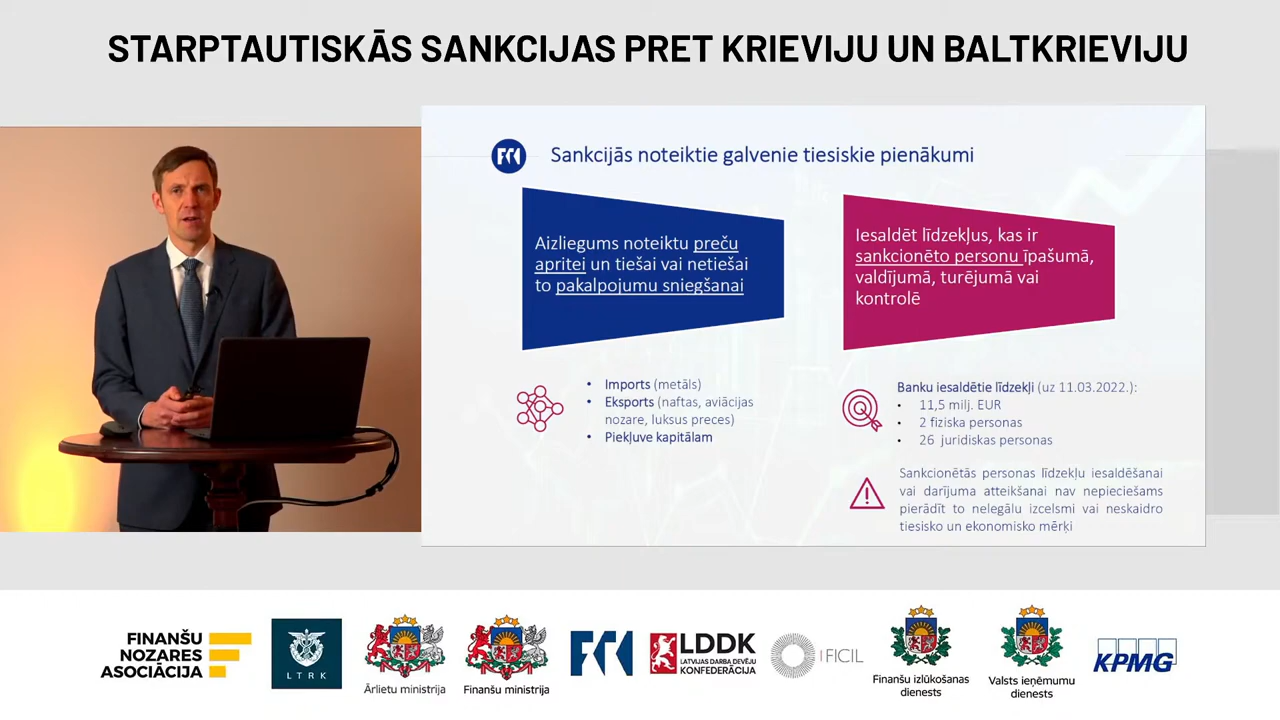 STARPTAUTISKĀS SANKCIJAS PRET KRIEVIJU UN BALTKRIEVIJU
Sankcijās noteiktie galvenie tiesiskie pienākumi
Aizliegums noteiktu preču
apritei un tiešai vai netiešai
to pakalpojumu sniegšanai
Iesaldēt līdzekļus, kas ir
sankcionēto personu īpašumā,
valdījumā, turējumā vai
kontrolē
• Imports (metāls)
• Eksports (naftas, aviācijas
nozare, luksus preces)
• Piekļuve kapitālam
Banku iesaldētie līdzekļi (uz 11.03.2022.):
• 11,5 milj. EUR
• 2 fiziska personas
• 26 juridiskas personas
Sankcionētās personas līdzekļu iesaldēšanai
vai darījuma atteikšanai nav nepieciešams
pierādīt to nelegālu izcelsmi vai neskaidro
tiesisko un ekonomisko mērķi
FINANŠU
NOZARES
ASOCIĀCIJA
LTRK
Ārlietu ministrija
Finanšu ministrija
LDDK
LATVIJAS DARBA DEVĒJU
KONFEDERĀCIJA
FICIL
Finanšu izlūkošanas
dienests
Valsts ieņēmumu
dienests
KPMG